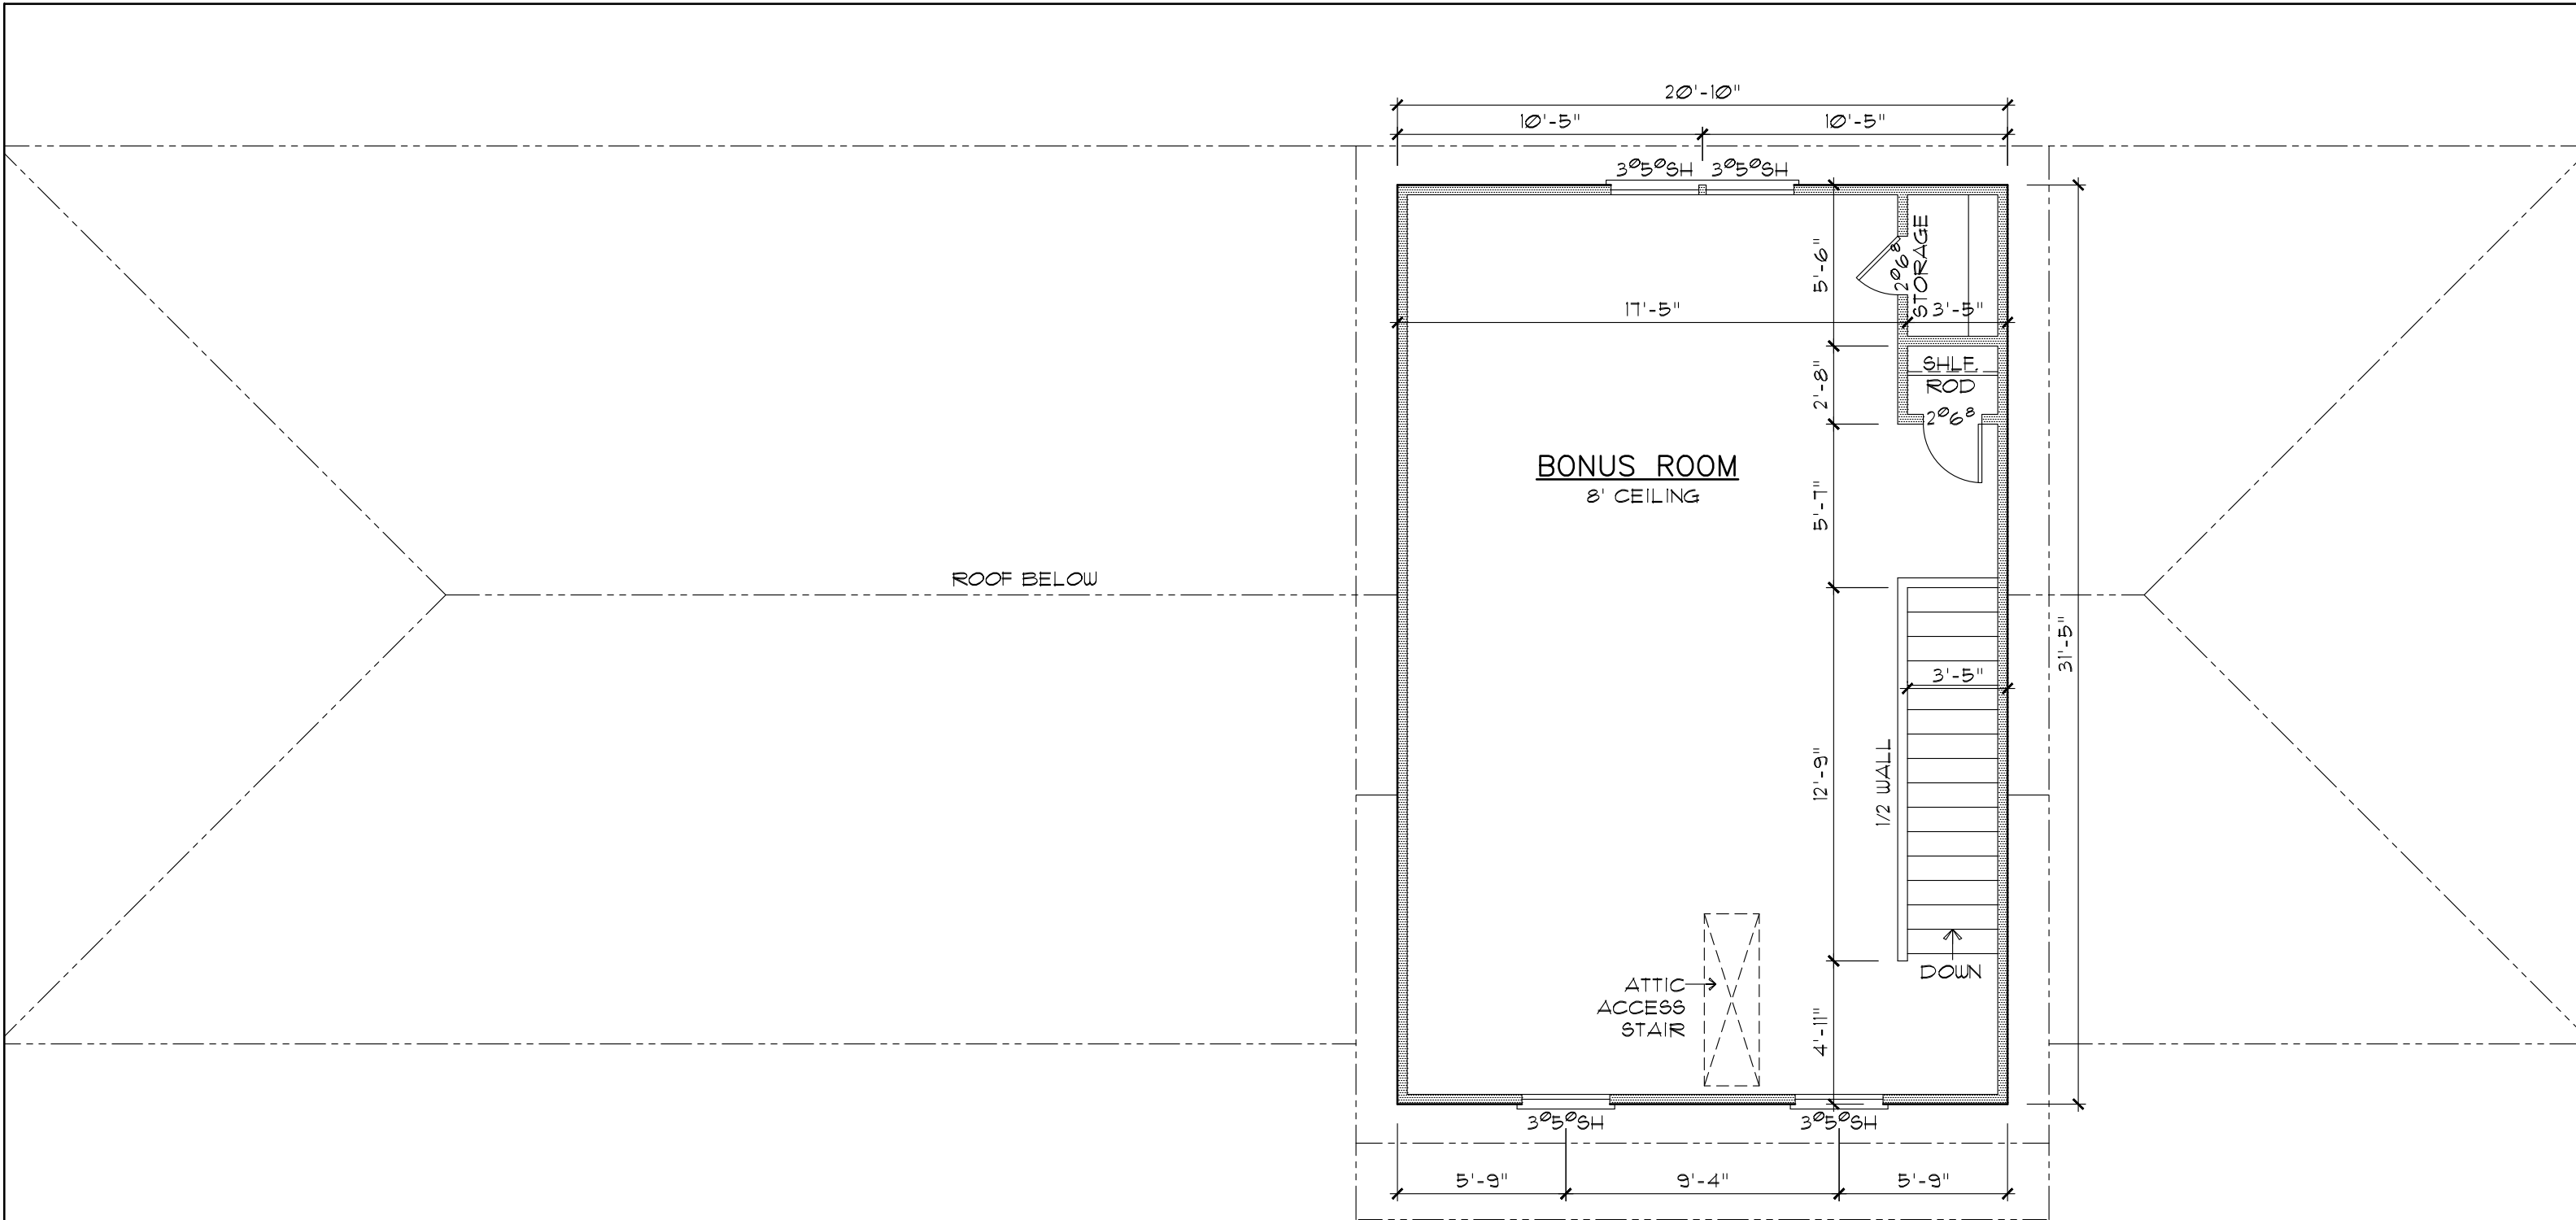 20'-10"
10'-5" 10'-5"
3⁰5⁰SH 3⁰5⁰SH
5'-6"
2⁰6⁸
STORAGE
17'-5" 3'-5"
2'-8"
SHLF
ROD
2⁰6⁸
BONUS ROOM
8' CEILING
5'-7"
ROOF BELOW
31'-5"
3'-5"
12'-9"
1/2 WALL
DOWN
ATTIC
ACCESS
STAIR
4'-11"
3⁰5⁰SH 3⁰5⁰SH
5'-9" 9'-4" 5'-9"